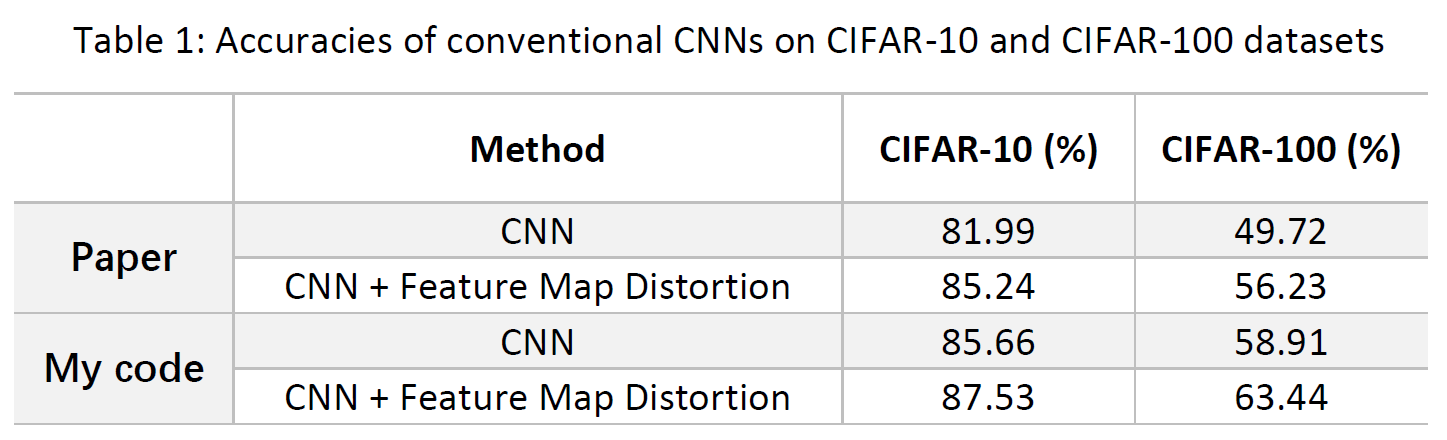 Table 1: Accuracies of conventional CNNs on CIFAR-10 and CIFAR-100 datasets
Method CIFAR-10 (%) CIFAR-100 (%)
Paper
CNN 81.99 49.72
CNN + Feature Map Distortion 85.24 56.23
My code
CNN 85.66 58.91
CNN + Feature Map Distortion 87.53 63.44